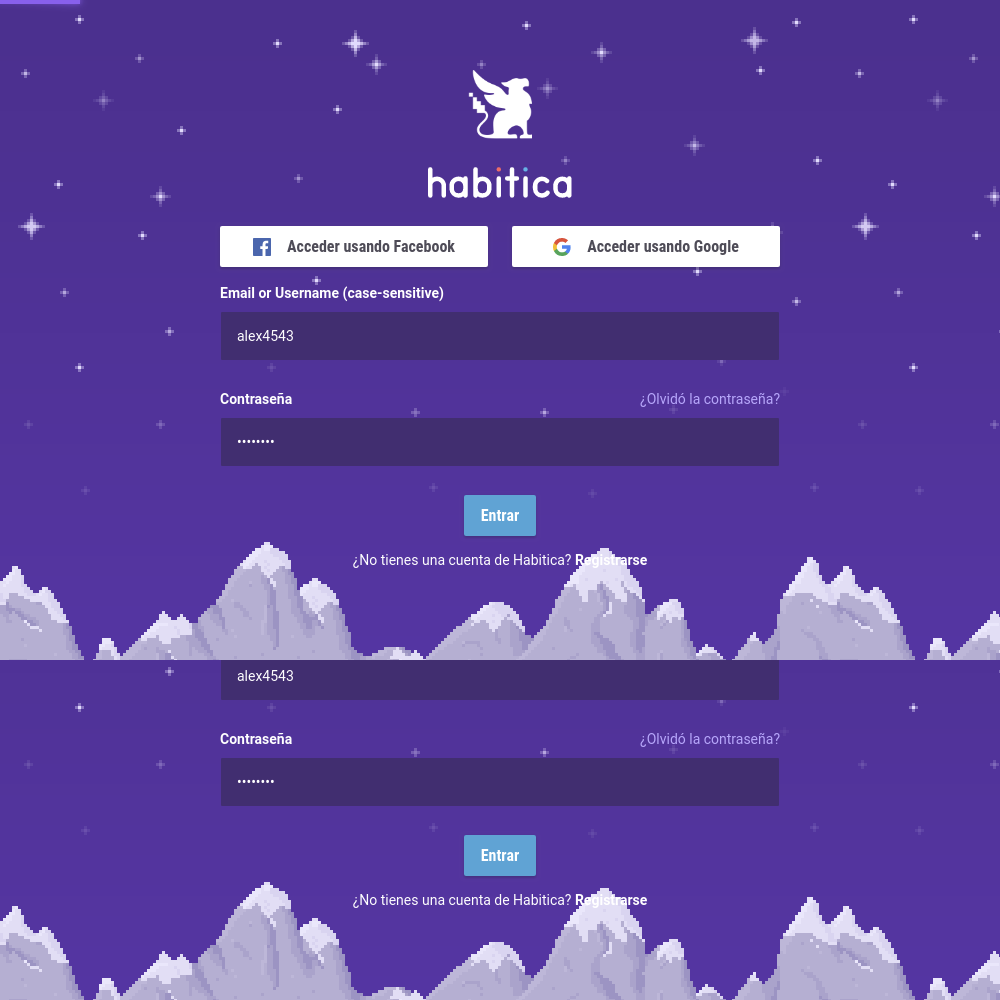 habitica
Acceder usando Facebook
Acceder usando Google
Email or Username (case-sensitive)
alex4543
Contraseña
¿Olvidó la contraseña?
••••••••
Entrar
¿No tienes una cuenta de Habitica? Registrarse
alex4543
Contraseña
¿Olvidó la contraseña?
••••••••
Entrar
¿No tienes una cuenta de Habitica? Registrarse